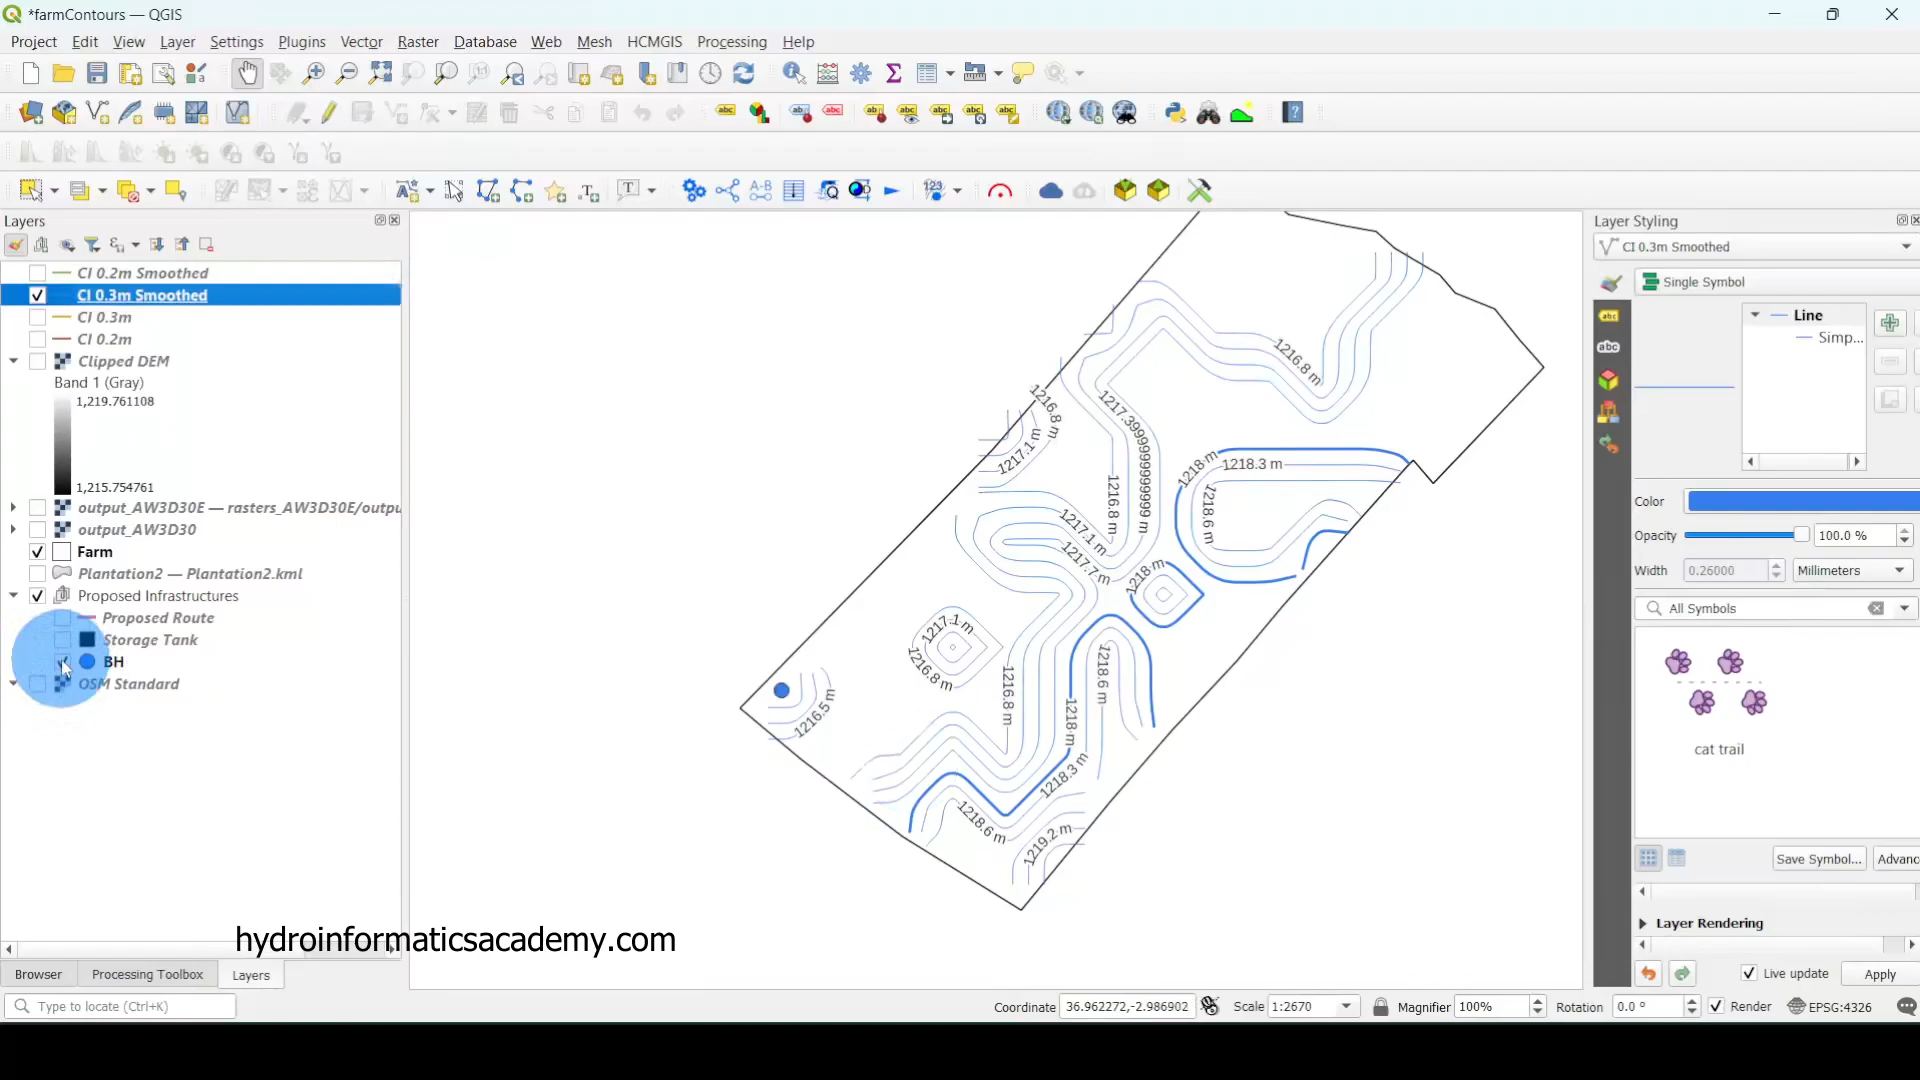 *farmContours — QGIS
Project Edit View Layer Settings Plugins Vector Raster Database Web Mesh HCMGIS Processing Help
Layers
CI 0.2m Smoothed
CI 0.3m Smoothed
CI 0.3m
CI 0.2m
Clipped DEM
Band 1 (Gray)
1,219.761108
1,215.754761
output_AW3D30E — rasters_AW3D30E/outpu
output_AW3D30
Farm
Plantation2 — Plantation2.kml
Proposed Infrastructures
Proposed Route
Storage Tank
BH
OSM Standard
1216.8 m
1216.8 m
1217.1 m
1217.39999999999999 m
1216.8 m
1218 m
1218.3 m
1218.6 m
1217.1 m
1217.7 m
1218 m
1217.1 m
1216.8 m
1216.8 m
1218.6 m
1218 m
1216.5 m
1218.3 m
1218.6 m
1219.2 m
hydroinformaticsacademy.com
Layer Styling
CI 0.3m Smoothed
Single Symbol
Line
Simp...
Color
Opacity 100.0 %
Width 0.26000 Millimeters
All Symbols
cat trail
Save Symbol... Advanc
Layer Rendering
Live update Apply
Browser Processing Toolbox Layers
Type to locate (Ctrl+K)
Coordinate 36.962272,-2.986902 Scale 1:2670 Magnifier 100% Rotation 0.0 ° Render EPSG:4326